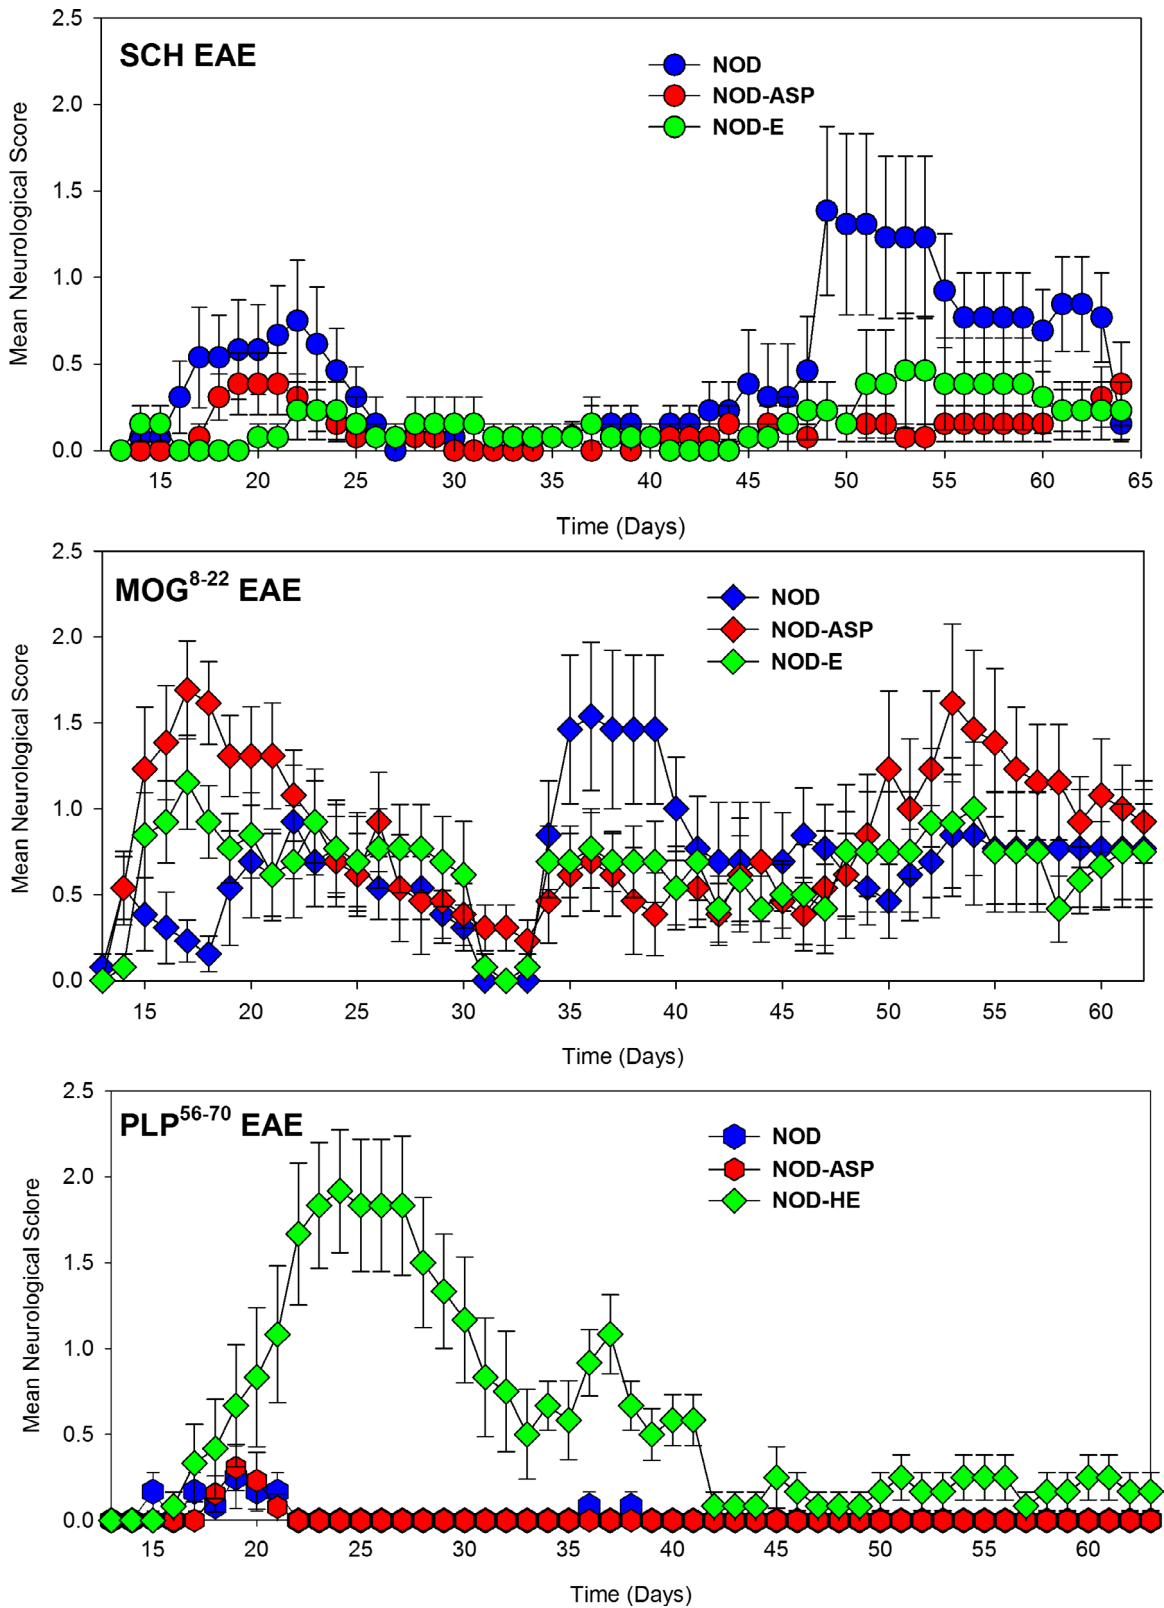 SCH EAE
NOD
NOD-ASP
NOD-E
Mean Neurological Score
2.5
2.0
1.5
1.0
0.5
0.0
15 20 25 30 35 40 45 50 55 60 65
Time (Days)
MOG8-22 EAE
NOD
NOD-ASP
NOD-E
Mean Neurological Score
2.5
2.0
1.5
1.0
0.5
0.0
15 20 25 30 35 40 45 50 55 60
Time (Days)
PLP56-70 EAE
NOD
NOD-ASP
NOD-HE
Mean Neurological Sclore
2.5
2.0
1.5
1.0
0.5
0.0
15 20 25 30 35 40 45 50 55 60
Time (Days)